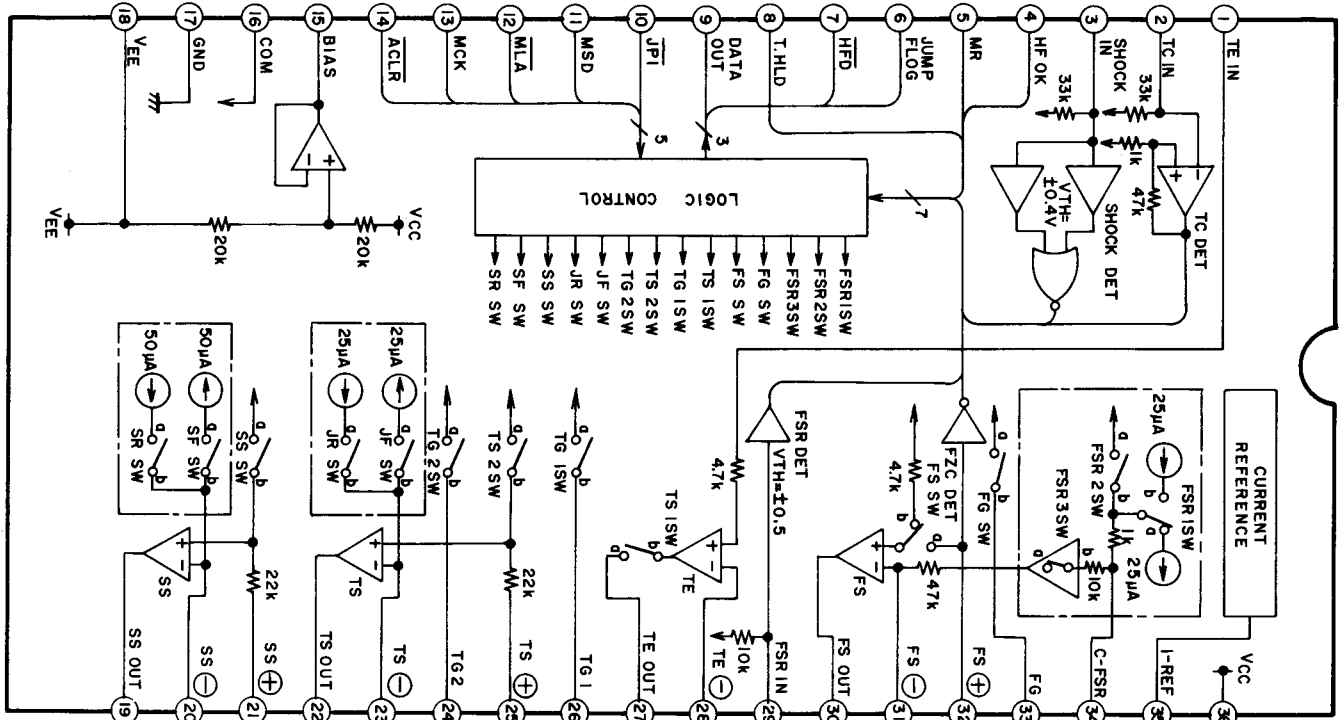 18 17 16 15 14 13 12 11 10 9 8 7 6 5 4 3 2 1
VEE
GND
COM
BIAS
ACLR
MCK
MLA
MSD
JPI
DATA OUT
T.HLD
HFD
JUMP FLOG
MR
HF OK
SHOCK IN
TC IN
TE IN
33k
33k
1k
47k
VTH= ±0.4V
SHOCK DET
TC DET
5
3
7
LOGIC CONTROL
VEE
20k
20k
VCC
SR SW
SF SW
SS SW
JR SW
JF SW
TG 2SW
TS 2SW
TG 1SW
TS 1SW
FS SW
FG SW
FSR3SW
FSR2SW
FSR1SW
50μA
50μA
a
b
SR SW
a
b
SF SW
a
b
SS SW
25μA
25μA
a
b
JR SW
a
b
JF SW
a
b
TG 2SW
a
b
TS 2SW
a
b
TG 1SW
4.7k
FSR DET
VTH=±0.5
TS 1SW
a
b
4.7k
FS SW
b
a
FZC DET
a
b
FG SW
25μA
FSR 1SW
b
a
25μA
a
b
FSR 2SW
1k
FSR 3SW
a
b
10k
CURRENT REFERENCE
+
-
SS
22k
+
-
TS
22k
+
-
TE
10k
+
-
FS
47k
VCC
SS OUT
SS ⊖
SS ⊕
TS OUT
TS ⊖
TG 2
TS ⊕
TG 1
TE OUT
TE ⊖
FSR IN
FS OUT
FS ⊖
FS ⊕
FG
C-FSR
I-REF
19 20 21 22 23 24 25 26 27 28 29 30 31 32 33 34 35 36